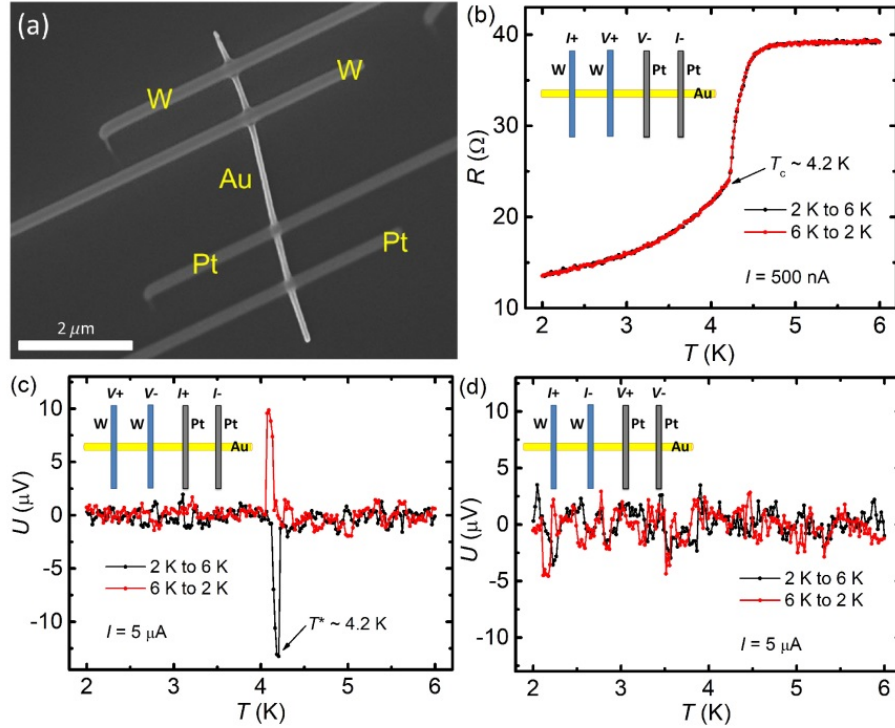 (a)
W
W
Au
Pt
Pt
2 μm
(b)
I+ V+ V- I-
W W Pt Pt
Au
T_c ~ 4.2 K
2 K to 6 K
6 K to 2 K
I = 500 nA
R (Ω)
40
30
20
10
2 3 4 5 6
T (K)
(c)
V+ V- I+ I-
W W Pt Pt
Au
2 K to 6 K
6 K to 2 K
T* ~ 4.2 K
I = 5 μA
U (μV)
10
5
0
-5
-10
2 3 4 5 6
T (K)
(d)
I+ I- V+ V-
W W Pt Pt
Au
2 K to 6 K
6 K to 2 K
I = 5 μA
U (μV)
10
5
0
-5
-10
2 3 4 5 6
T (K)